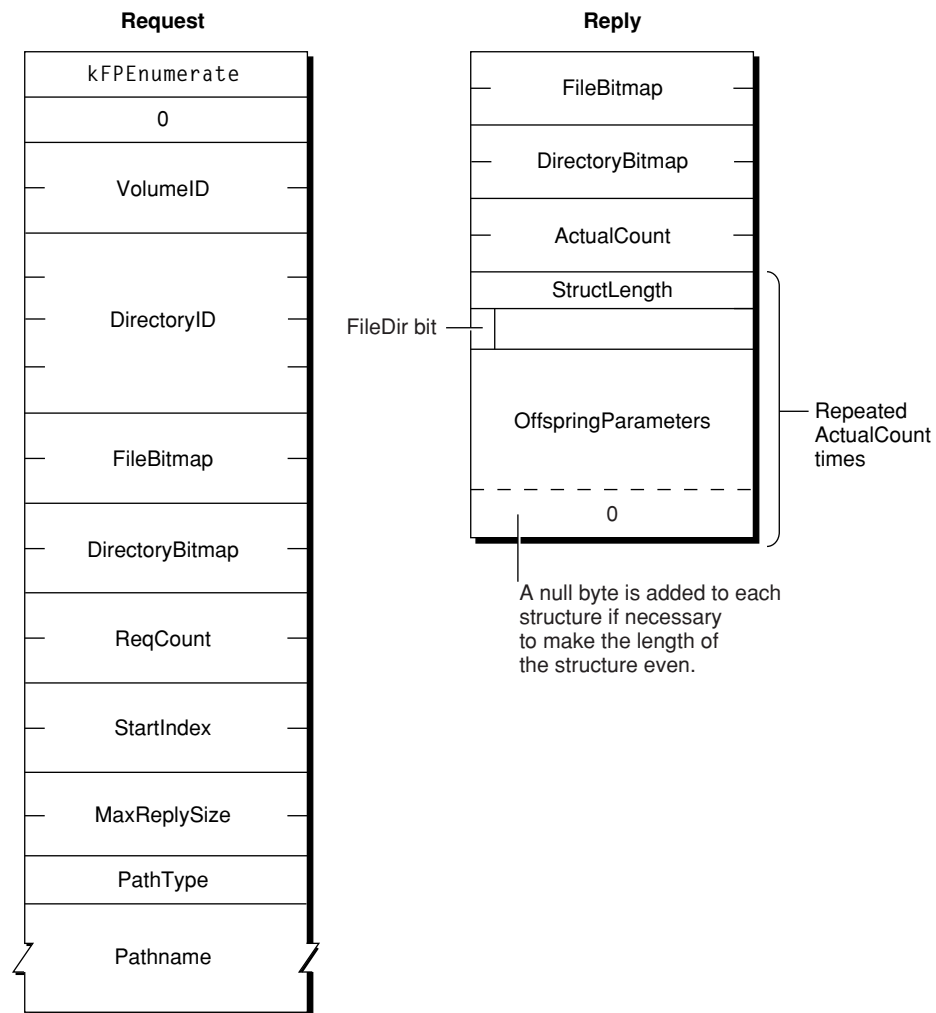 Request
kFPEnumerate
0
VolumeID
DirectoryID
FileBitmap
DirectoryBitmap
ReqCount
StartIndex
MaxReplySize
PathType
Pathname
Reply
FileBitmap
DirectoryBitmap
ActualCount
StructLength
FileDir bit
OffspringParameters
0
Repeated
ActualCount
times
A null byte is added to each
structure if necessary
to make the length of
the structure even.